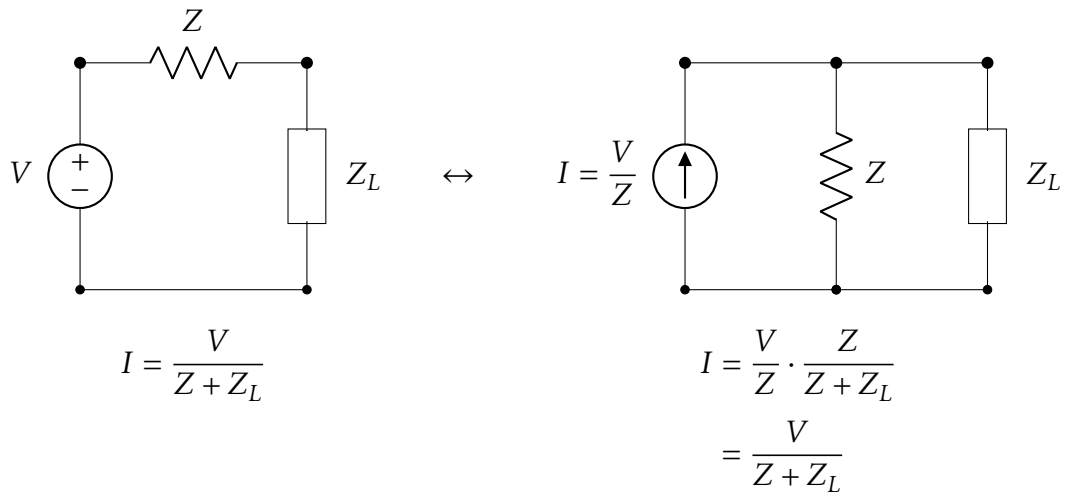 Z
V
+
−
Z_L
↔
I = V/Z
Z
Z_L
I = V/(Z + Z_L)
I = V/Z · Z/(Z + Z_L)
= V/(Z + Z_L)